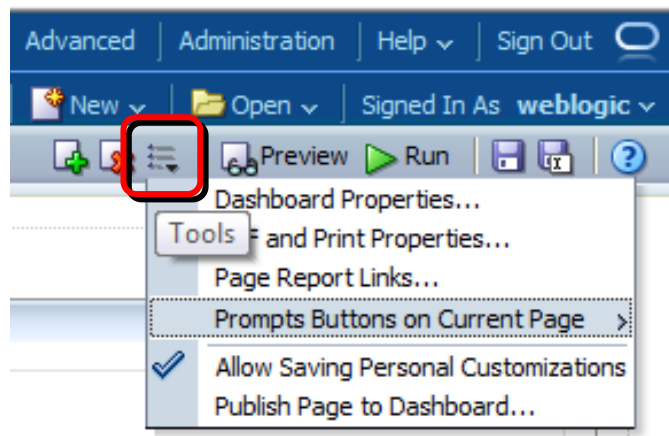 Advanced Administration Help Sign Out
New Open Signed In As weblogic
Preview Run
Dashboard Properties...
Tools
F and Print Properties...
Page Report Links...
Prompts Buttons on Current Page >
Allow Saving Personal Customizations
Publish Page to Dashboard...